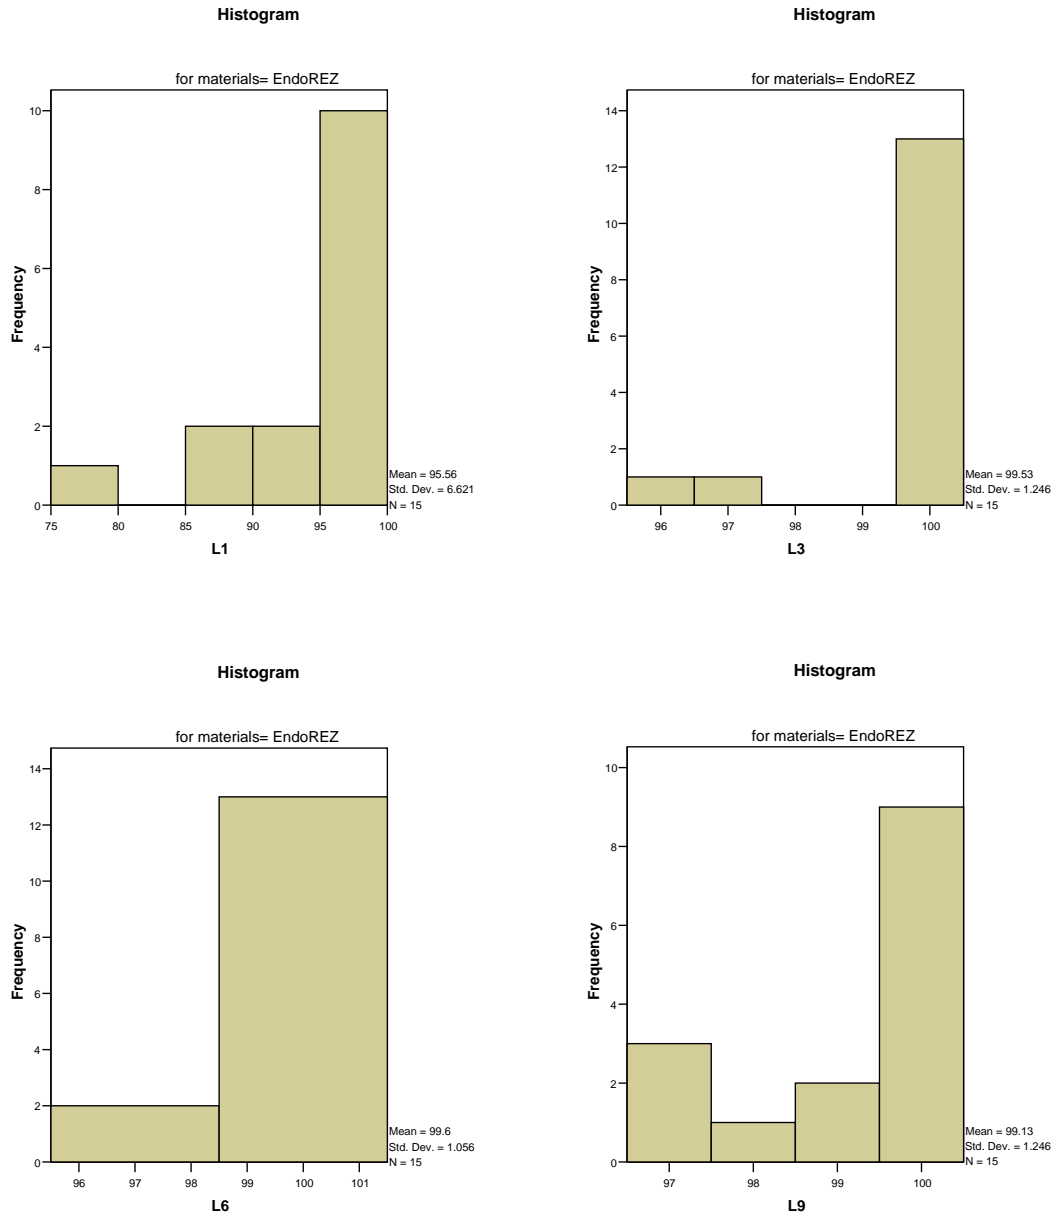 Histogram
for materials= EndoREZ
10
8
6
4
2
0
Frequency
75 80 85 90 95 100
L1
Mean = 95.56
Std. Dev. = 6.621
N = 15
Histogram
for materials= EndoREZ
14
12
10
8
6
4
2
0
Frequency
96 97 98 99 100
L3
Mean = 99.53
Std. Dev. = 1.246
N = 15
Histogram
for materials= EndoREZ
14
12
10
8
6
4
2
0
Frequency
96 97 98 99 100 101
L6
Mean = 99.6
Std. Dev. = 1.056
N = 15
Histogram
for materials= EndoREZ
10
8
6
4
2
0
Frequency
97 98 99 100
L9
Mean = 99.13
Std. Dev. = 1.246
N = 15